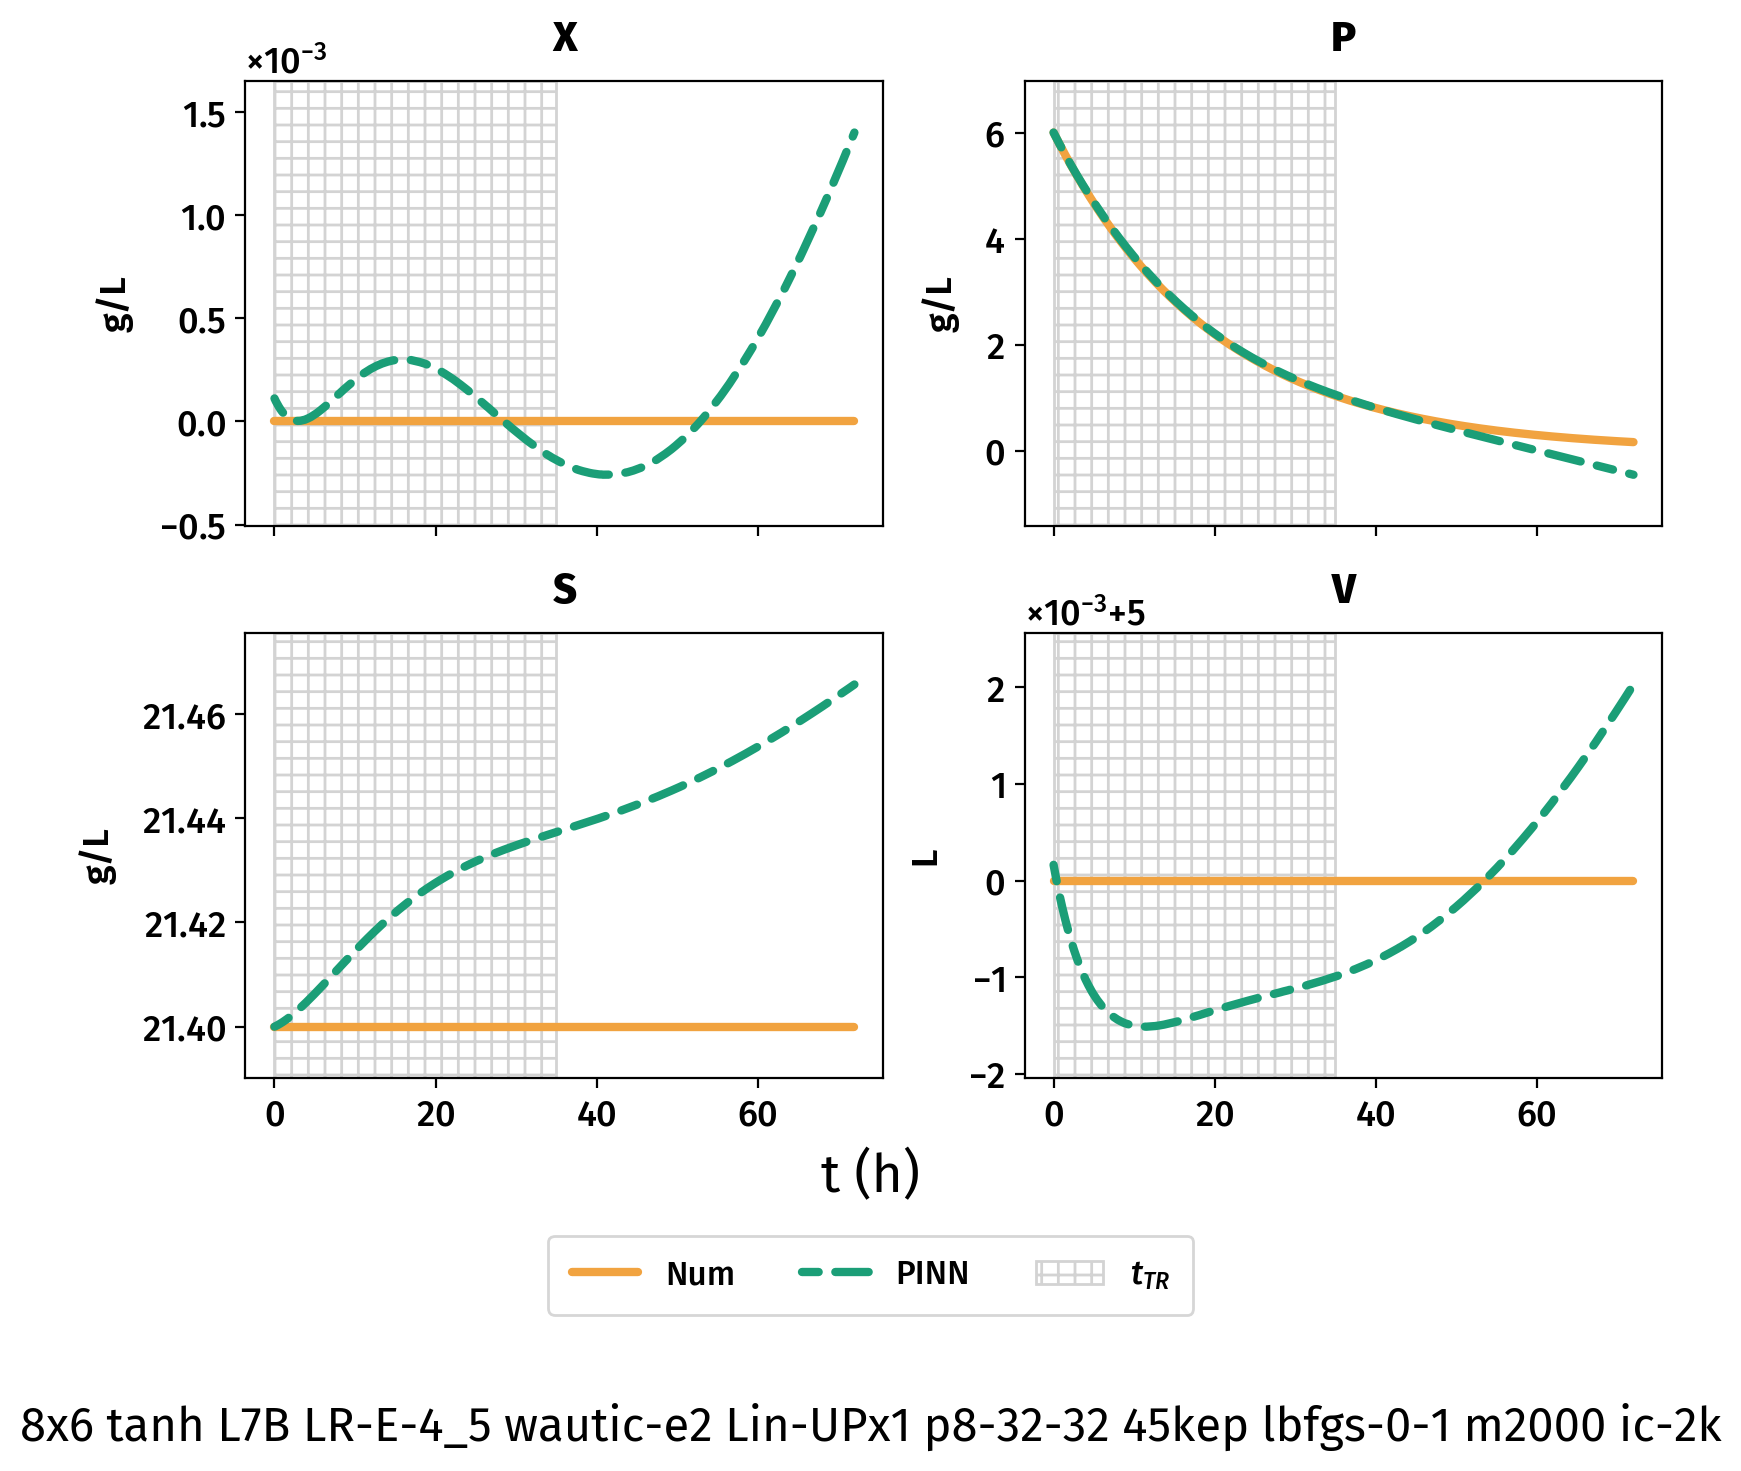 X
×10⁻³
g/L
1.5
1.0
0.5
0.0
−0.5
P
g/L
6
4
2
0
S
g/L
21.46
21.44
21.42
21.40
0 20 40 60
V
×10⁻³+5
L
2
1
0
−1
−2
0 20 40 60
t (h)
Num PINN t_TR
8x6 tanh L7B LR-E-4_5 wautic-e2 Lin-UPx1 p8-32-32 45kep lbfgs-0-1 m2000 ic-2k